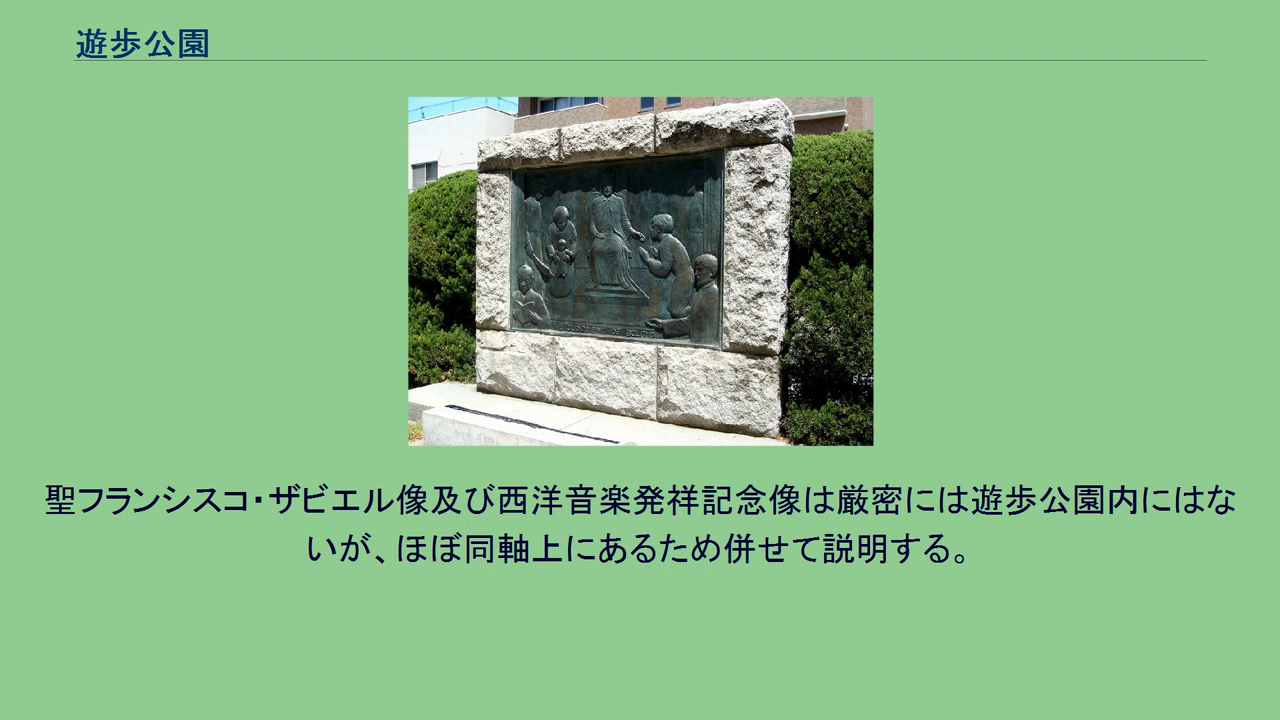 遊歩公園
聖フランシスコ・ザビエル像及び西洋音楽発祥記念像は厳密には遊歩公園内にはな
いが、ほぼ同軸上にあるため併せて説明する。